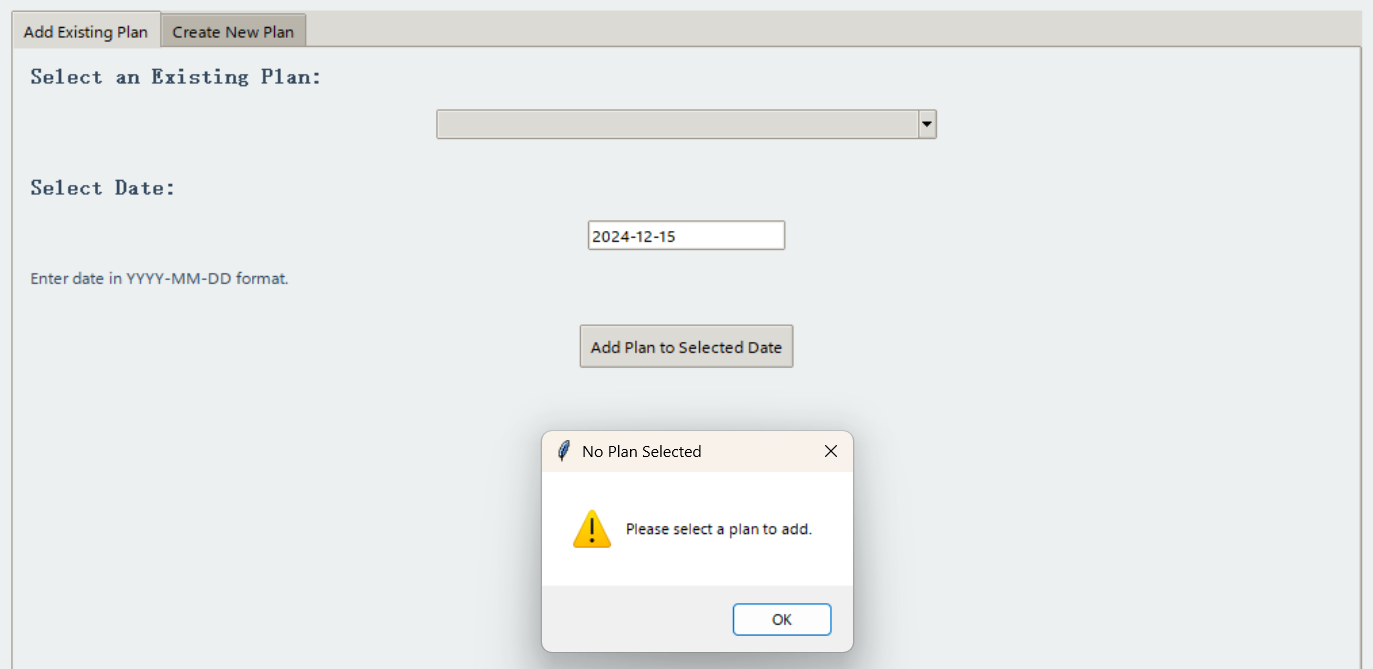 Add Existing Plan Create New Plan
Select an Existing Plan:
Select Date:
2024-12-15
Enter date in YYYY-MM-DD format.
Add Plan to Selected Date
No Plan Selected
Please select a plan to add.
OK